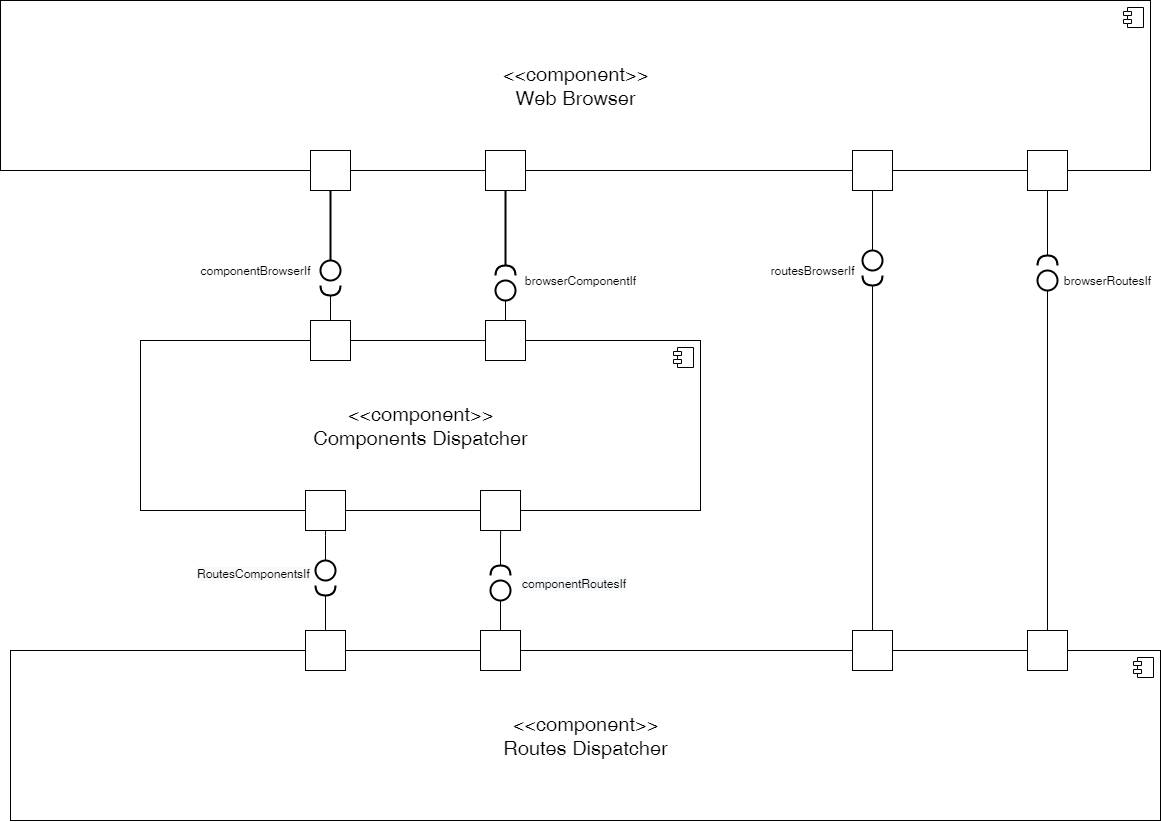 <<component>>
Web Browser
componentBrowserIf
browserComponentIf
routesBrowserIf
browserRoutesIf
<<component>>
Components Dispatcher
RoutesComponentsIf
componentRoutesIf
<<component>>
Routes Dispatcher